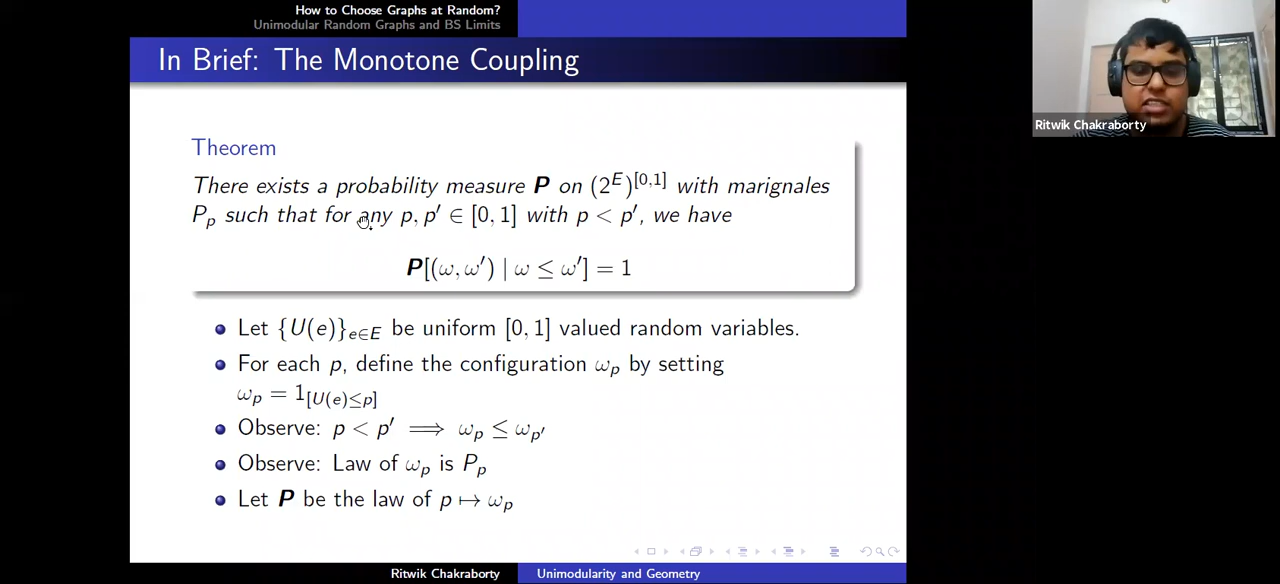 How to Choose Graphs at Random?
Unimodular Random Graphs and BS Limits
In Brief: The Monotone Coupling
Ritwik Chakraborty
Theorem
There exists a probability measure P on (2^E)^[0,1] with marignales
P_p such that for any p, p′ ∈ [0, 1] with p < p′, we have
P[(ω, ω′) | ω ≤ ω′] = 1
Let {U(e)}_{e∈E} be uniform [0, 1] valued random variables.
For each p, define the configuration ω_p by setting
ω_p = 1_{[U(e)≤p]}
Observe: p < p′ ⟹ ω_p ≤ ω_{p′}
Observe: Law of ω_p is P_p
Let P be the law of p ↦ ω_p
Ritwik Chakraborty
Unimodularity and Geometry